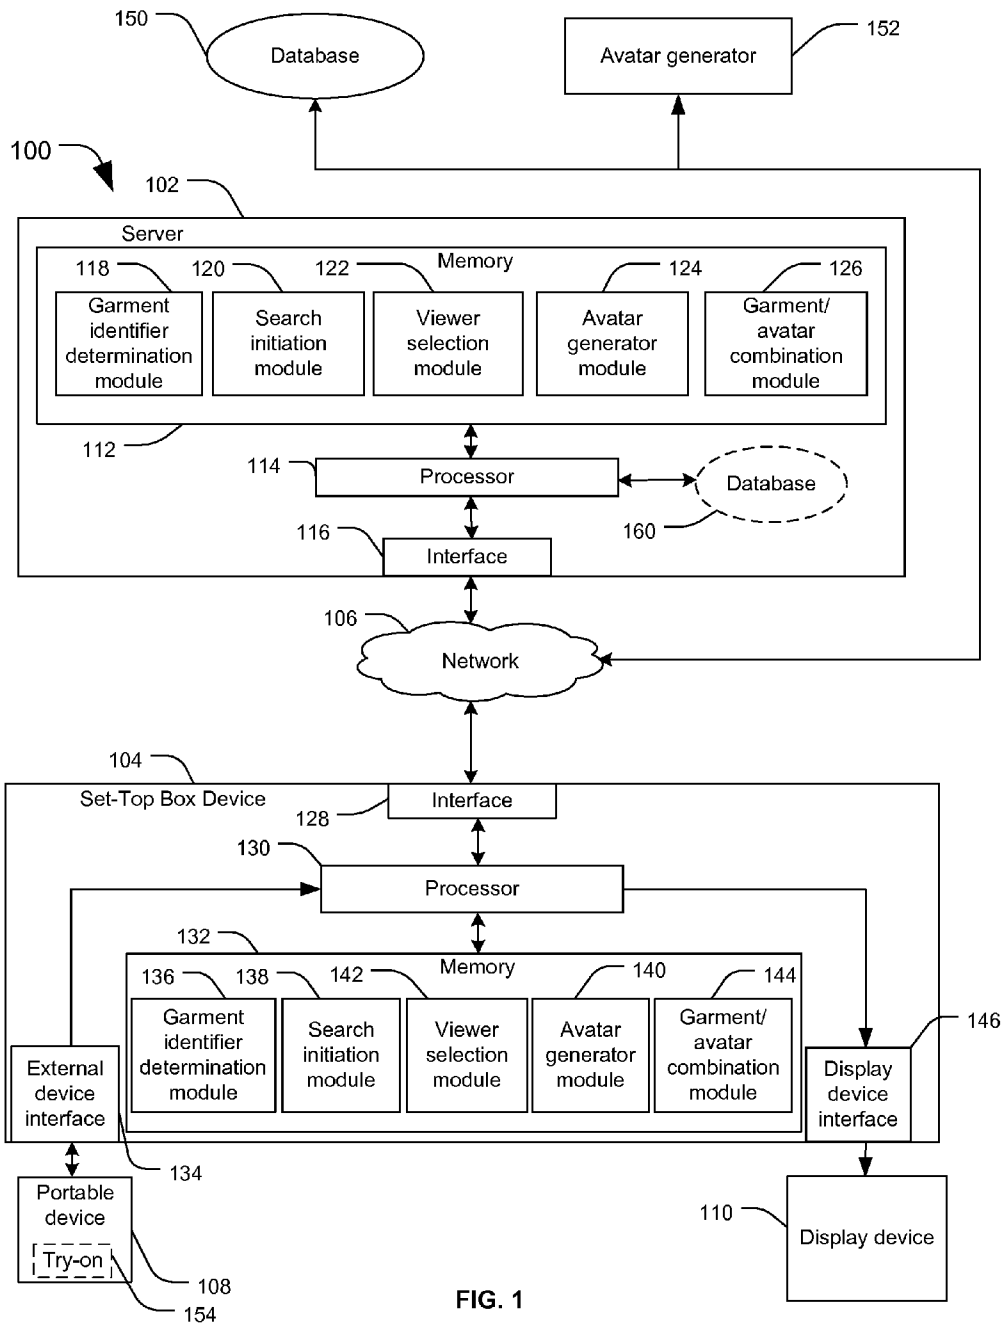 150
Database
Avatar generator
152
100
102
Server
Memory
118
120
122
124
126
Garment
identifier
determination
module
Search
initiation
module
Viewer
selection
module
Avatar
generator
module
Garment/
avatar
combination
module
112
114
Processor
Database
160
116
Interface
106
Network
104
Set-Top Box Device
Interface
128
130
Processor
132
Memory
136
138
142
140
144
Garment
identifier
determination
module
Search
initiation
module
Viewer
selection
module
Avatar
generator
module
Garment/
avatar
combination
module
146
External
device
interface
Display
device
interface
134
Portable
device
Try-on
108
154
110
Display device
FIG. 1